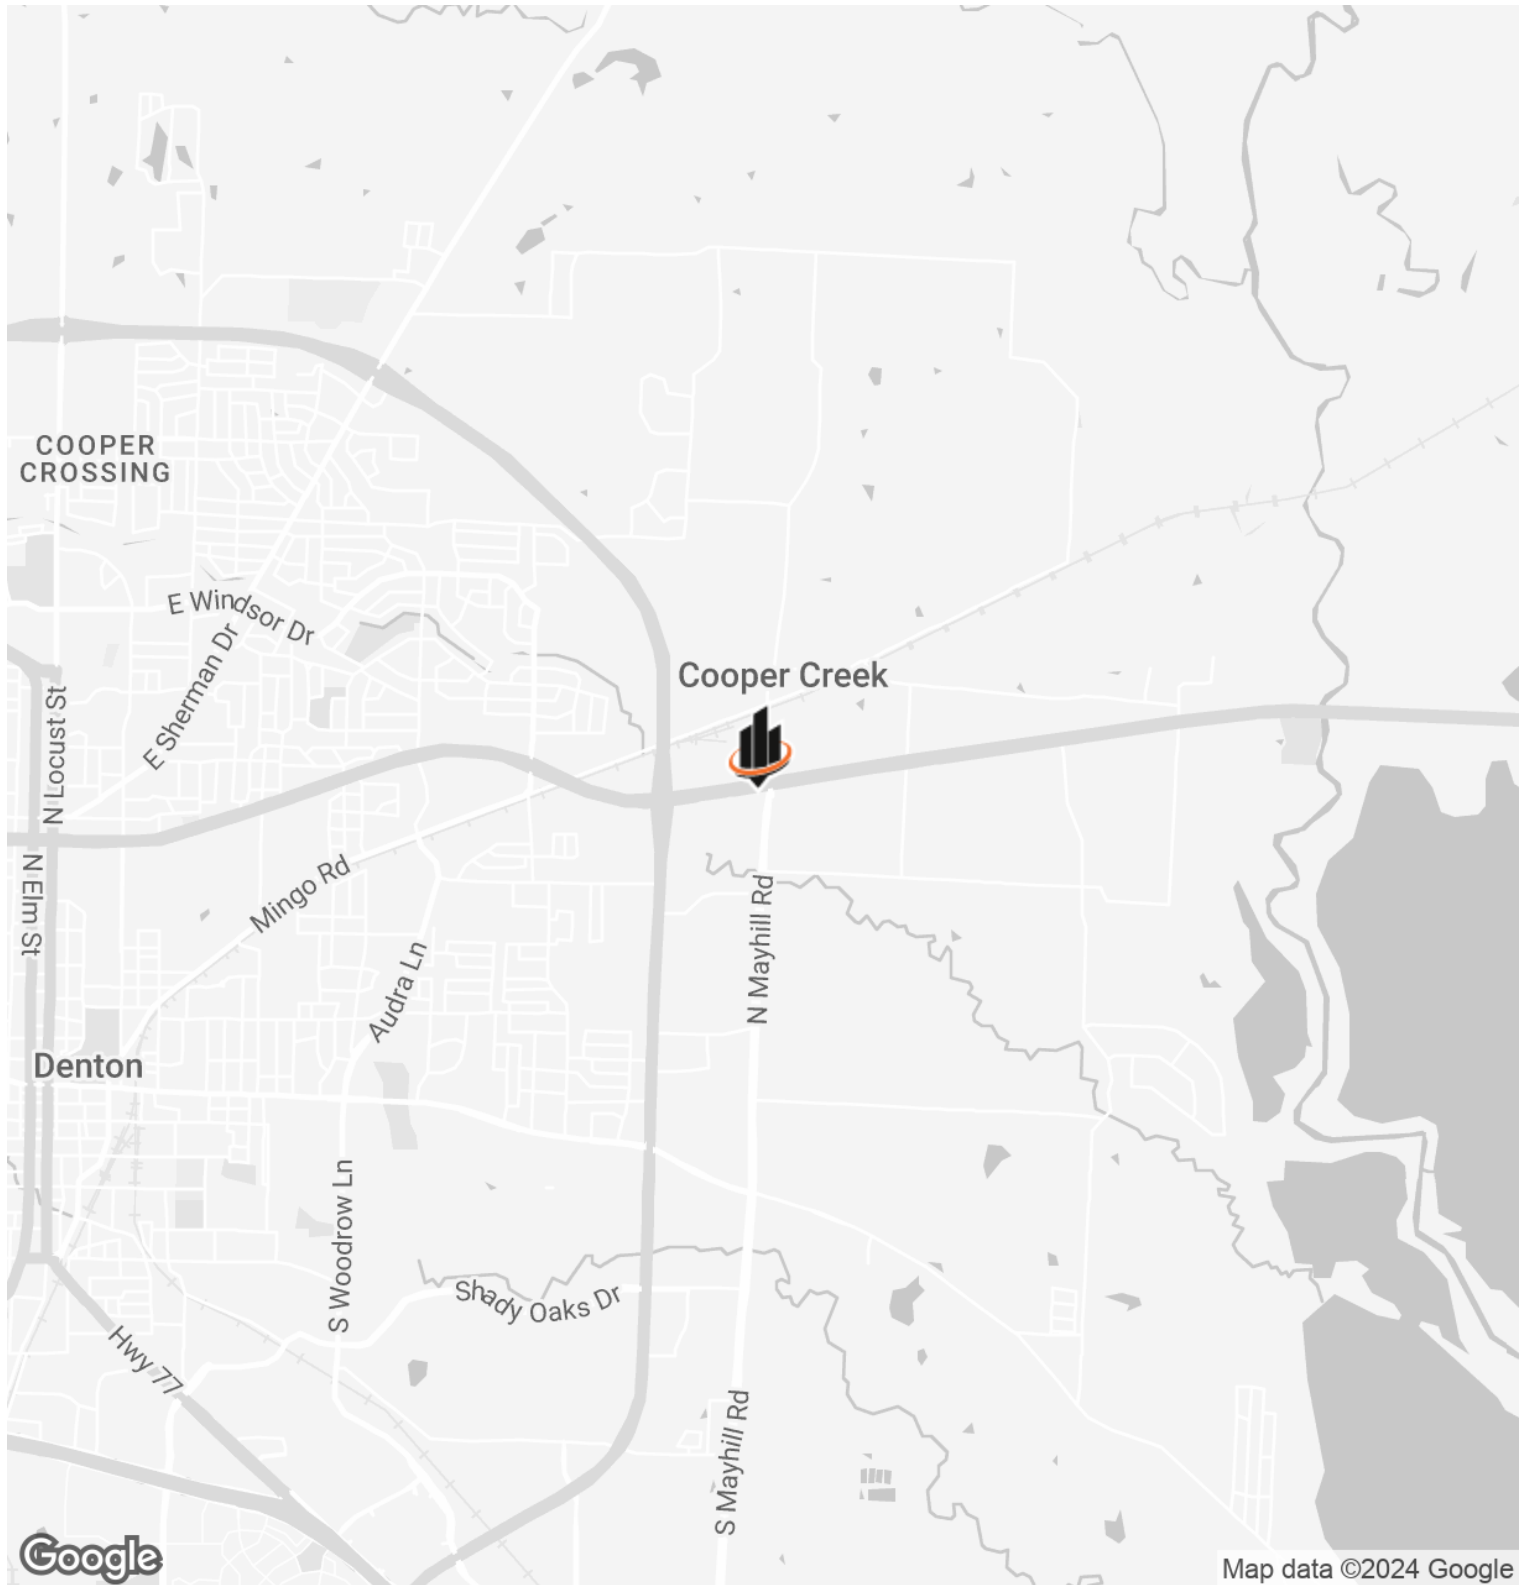 COOPER
CROSSING
E Windsor Dr
E Sherman Dr
N Locust St
Cooper Creek
N Elm St
Mingo Rd
Audra Ln
N Mayhill Rd
Denton
S Woodrow Ln
Shady Oaks Dr
Hwy 77
S Mayhill Rd
Google
Map data ©2024 Google